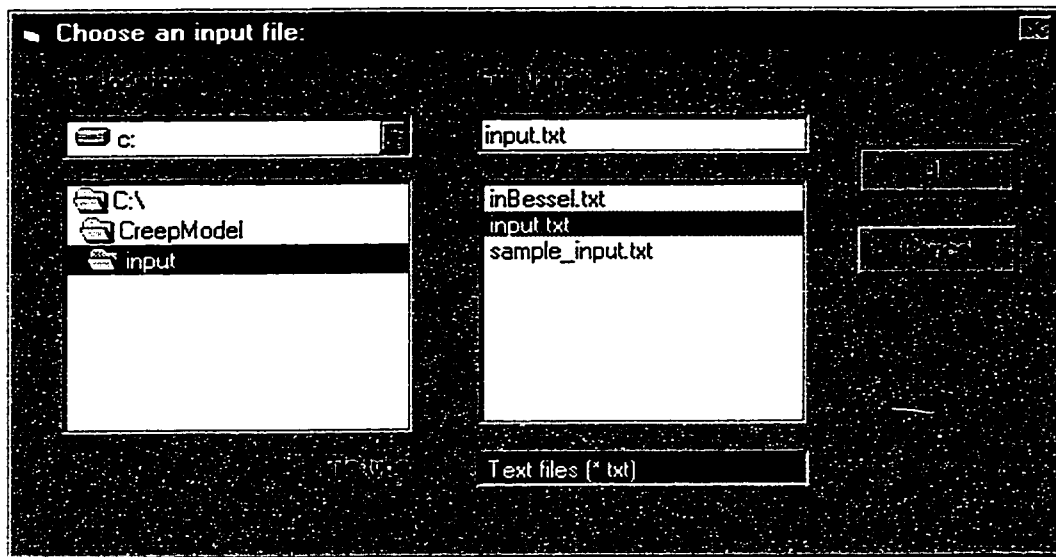 Choose an input file:
c:
input.txt
C:\
CreepModel
input
inBessel.txt
input.txt
sample_input.txt
Text files (*.txt)